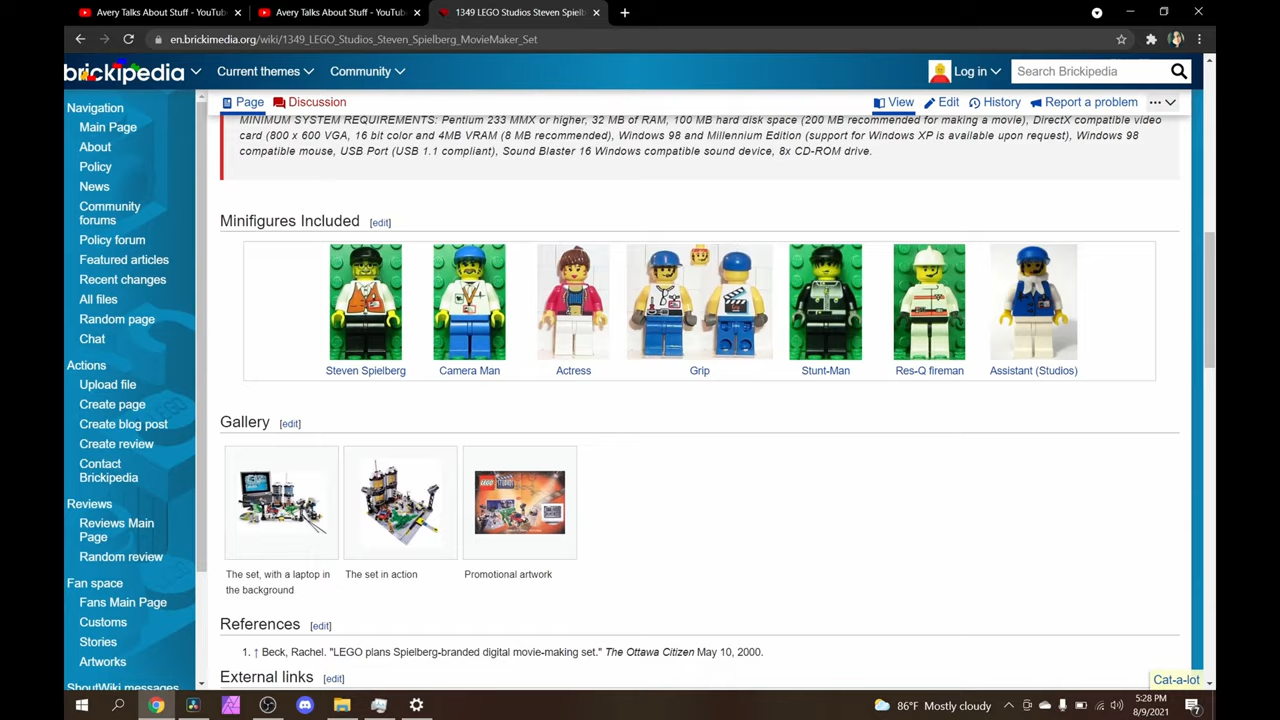 Avery Talks About Stuff - YouTub
Avery Talks About Stuff - YouTub
1349 LEGO Studios Steven Spielb
en.brickimedia.org/wiki/1349_LEGO_Studios_Steven_Spielberg_MovieMaker_Set
brickipedia
Current themes
Community
Log in
Search Brickipedia
Page
Discussion
View
Edit
History
Report a problem
Navigation
Main Page
About
Policy
News
Community
forums
Policy forum
Featured articles
Recent changes
All files
Random page
Chat
Actions
Upload file
Create page
Create blog post
Create review
Contact
Brickipedia
Reviews
Reviews Main
Page
Random review
Fan space
Fans Main Page
Customs
Stories
Artworks
ShoutWiki messages
MINIMUM SYSTEM REQUIREMENTS: Pentium 233 MMX or higher, 32 MB of RAM, 100 MB hard disk space (200 MB recommended for making a movie), DirectX compatible video
card (800 x 600 VGA, 16 bit color and 4MB VRAM (8 MB recommended), Windows 98 and Millennium Edition (support for Windows XP is available upon request), Windows 98
compatible mouse, USB Port (USB 1.1 compliant), Sound Blaster 16 Windows compatible sound device, 8x CD-ROM drive.
Minifigures Included [edit]
Steven Spielberg
Camera Man
Actress
Grip
Stunt-Man
Res-Q fireman
Assistant (Studios)
Gallery [edit]
LEGO STUDIOS
The set, with a laptop in
the background
The set in action
Promotional artwork
References [edit]
1. ↑ Beck, Rachel. "LEGO plans Spielberg-branded digital movie-making set." The Ottawa Citizen May 10, 2000.
External links [edit]
Cat-a-lot
86°F Mostly cloudy
5:28 PM
8/9/2021